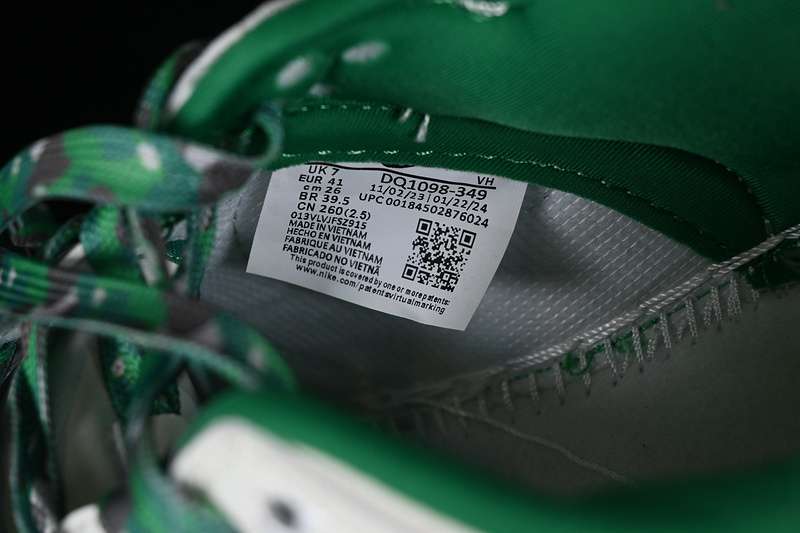 UK 7
EUR 41
cm 26
BR 39.5
CN 260 (2.5)
VH
DQ1098-349
11/02/23 | 01/22/24
UPC 00184502876024
013VLVFSZ915
MADE IN VIETNAM
HECHO EN VIETNAM
FABRIQUE AU VIETNAM
FABRICADO NO VIETNÃ
This product is covered by one or more patents:
www.nike.com/patentsvirtualmarking